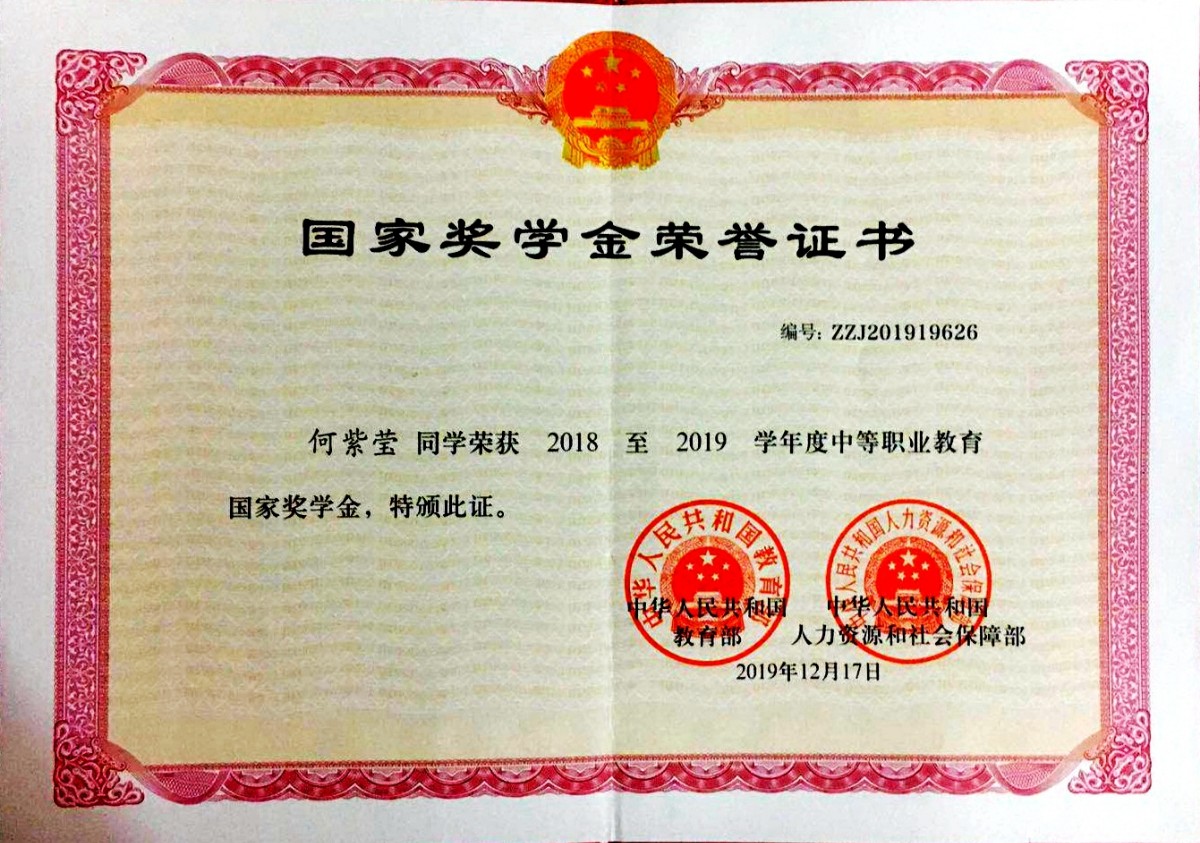 国家奖学金荣誉证书
编号：ZZJ201919626
何紫莹 同学荣获 2018 至 2019 学年度中等职业教育
国家奖学金，特颁此证。
中华人民共和国教育部
中华人民共和国人力资源和社会保障部
中华人民共和国 中华人民共和国
教育部 人力资源和社会保障部
2019年12月17日